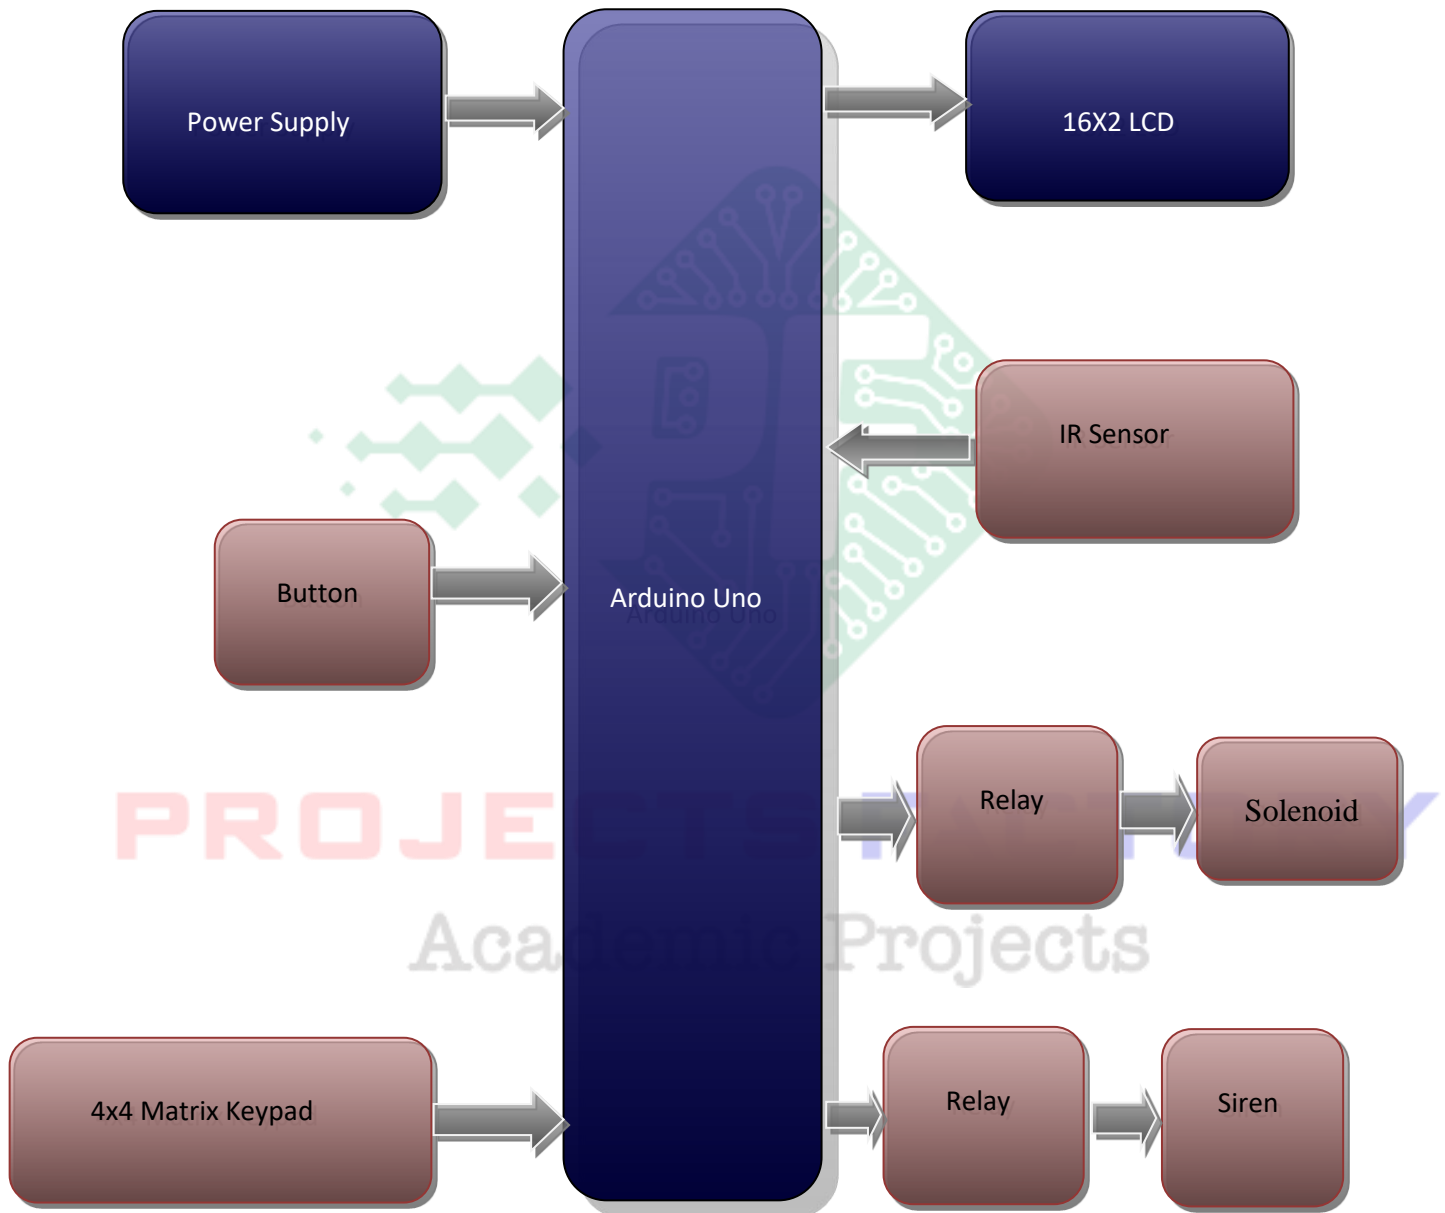 Power Supply
16X2 LCD
IR Sensor
Button
Arduino Uno
Relay
Solenoid
PROJECTS FACTORY
Academic Projects
4x4 Matrix Keypad
Relay
Siren